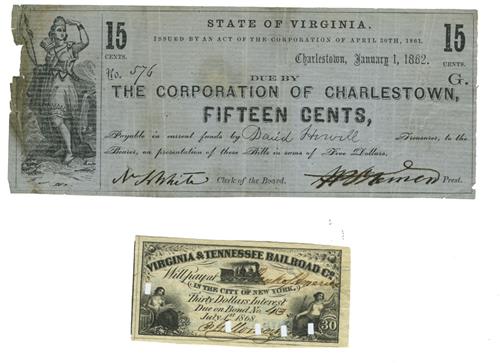 STATE OF VIRGINIA.
15 15
ISSUED BY AN ACT OF THE CORPORATION OF APRIL 30TH, 1861.
CENTS. CENTS.
Charlestown, January 1, 1862.
No. 576 G.
DUE BY
THE CORPORATION OF CHARLESTOWN,
FIFTEEN CENTS,
Payable in current funds by David Howell Treasurer, to the
Bearer, on presentation of these Bills in sums of Five Dollars.
N. S. White Clerk of the Board. Prest.
VIRGINIA & TENNESSEE RAILROAD Co.
Will pay at
IN THE CITY OF NEW YORK,
Thirty Dollars Interest
Due on Bond No. 413
July 1st 1868
30